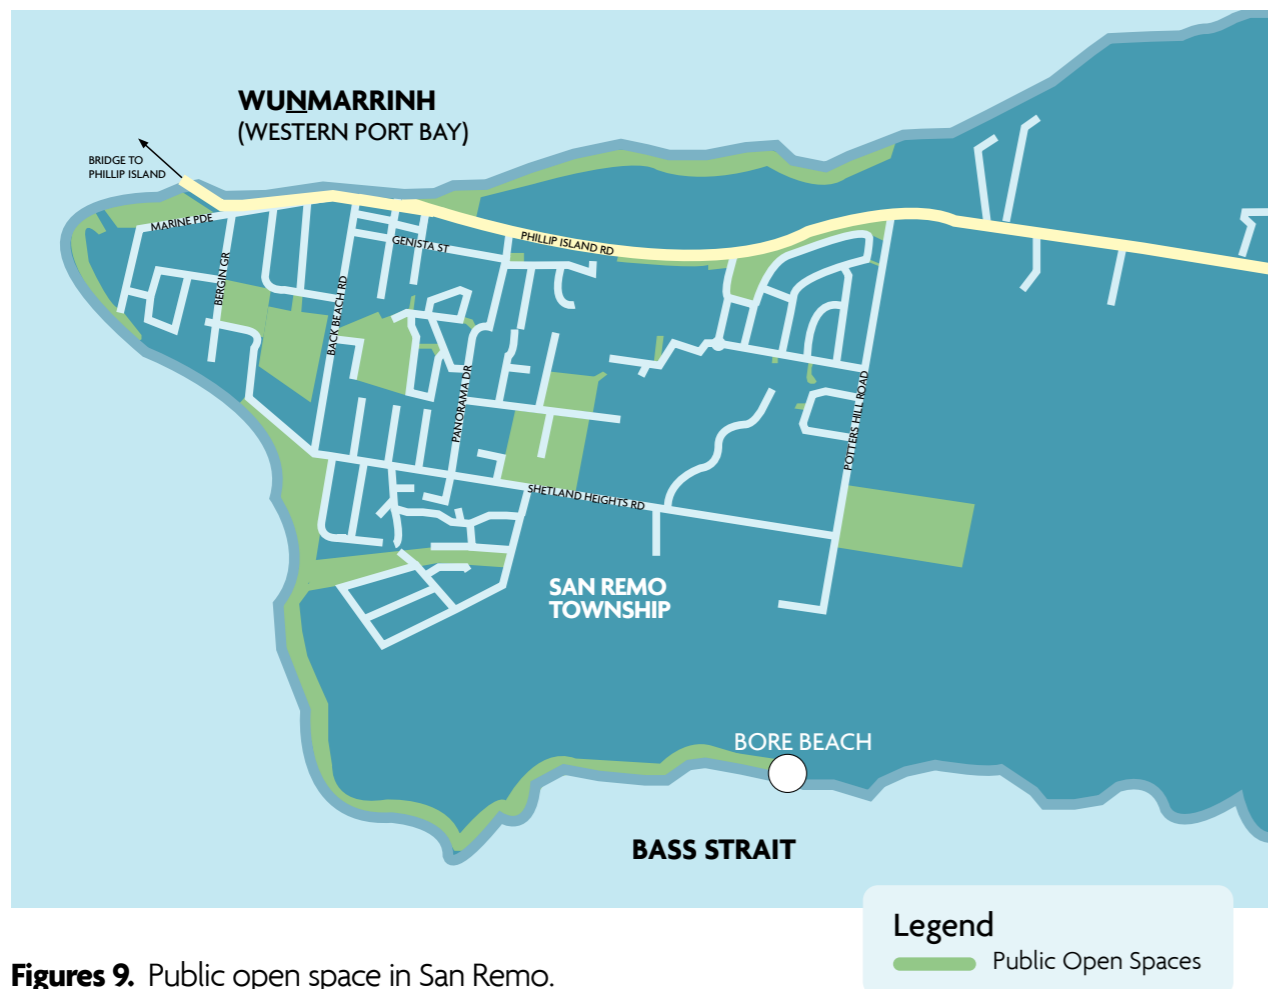 WUNMARRINH
(WESTERN PORT BAY)
BRIDGE TO
PHILLIP ISLAND
MARINE PDE
GENISTA ST
PHILLIP ISLAND RD
BERGIN GR
BACK BEACH RD
PANORAMA DR
POTTERS HILL ROAD
SHETLAND HEIGHTS RD
SAN REMO
TOWNSHIP
BORE BEACH
BASS STRAIT
Legend
Public Open Spaces
Figures 9. Public open space in San Remo.